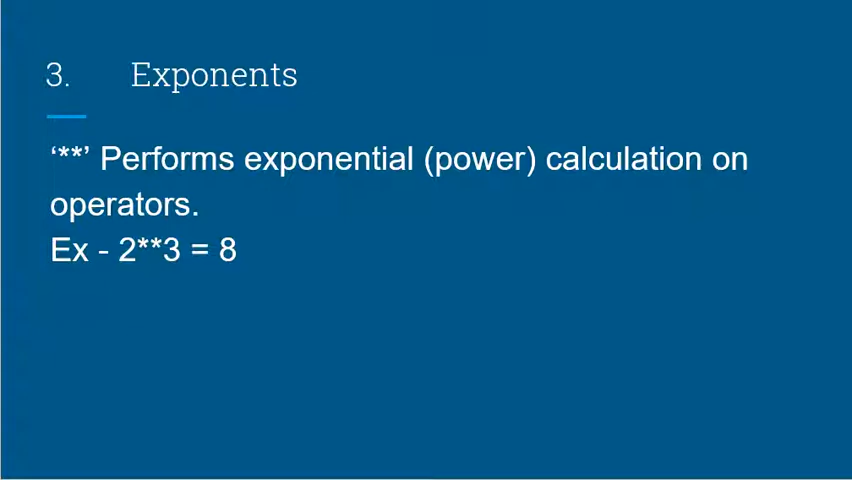 3. Exponents
‘**’ Performs exponential (power) calculation on
operators.
Ex - 2**3 = 8